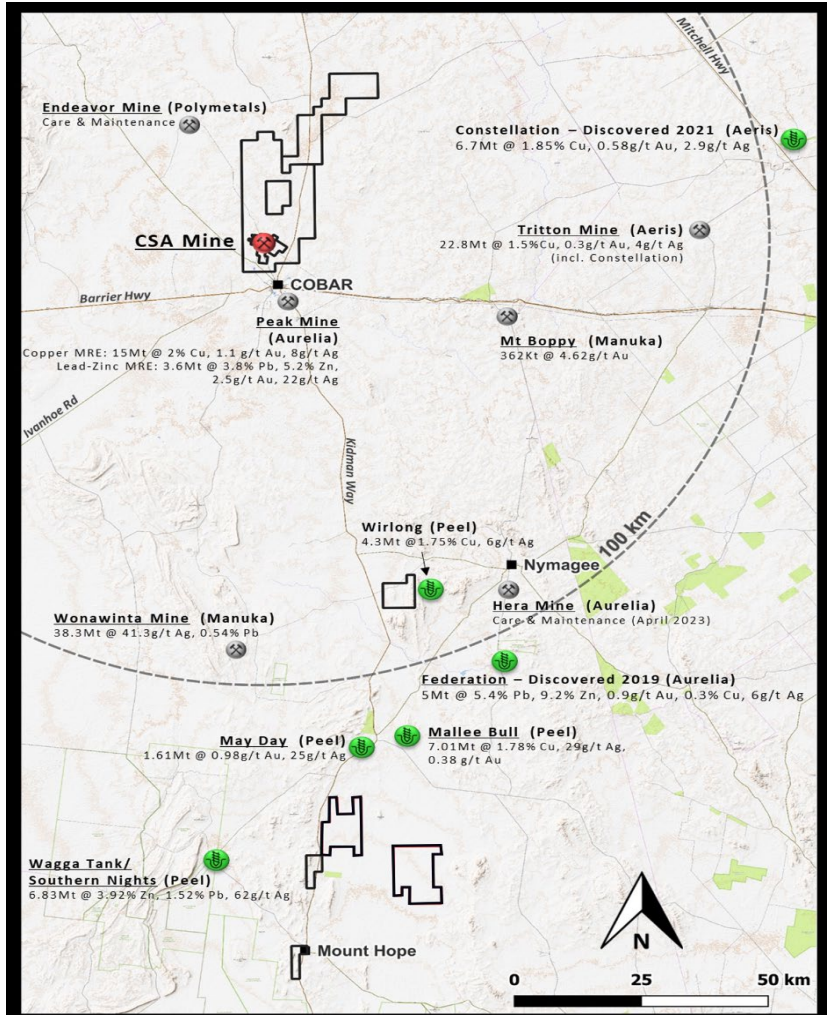 Mitchell Hwy
Endeavor Mine (Polymetals)
Care & Maintenance
Constellation – Discovered 2021 (Aeris)
6.7Mt @ 1.85% Cu, 0.58g/t Au, 2.9g/t Ag
CSA Mine
Tritton Mine (Aeris)
22.8Mt @ 1.5%Cu, 0.3g/t Au, 4g/t Ag
(incl. Constellation)
COBAR
Barrier Hwy
Peak Mine
(Aurelia)
Copper MRE: 15Mt @ 2% Cu, 1.1 g/t Au, 8g/t Ag
Lead-Zinc MRE: 3.6Mt @ 3.8% Pb, 5.2% Zn,
2.5g/t Au, 22g/t Ag
Mt Boppy (Manuka)
362Kt @ 4.62g/t Au
Ivanhoe Rd
Kidman Way
Wirlong (Peel)
4.3Mt @1.75% Cu, 6g/t Ag
100 km
Nymagee
Hera Mine (Aurelia)
Care & Maintenance (April 2023)
Wonawinta Mine (Manuka)
38.3Mt @ 41.3g/t Ag, 0.54% Pb
Federation – Discovered 2019 (Aurelia)
5Mt @ 5.4% Pb, 9.2% Zn, 0.9g/t Au, 0.3% Cu, 6g/t Ag
May Day (Peel)
1.61Mt @ 0.98g/t Au, 25g/t Ag
Mallee Bull (Peel)
7.01Mt @ 1.78% Cu, 29g/t Ag,
0.38 g/t Au
Wagga Tank/
Southern Nights (Peel)
6.83Mt @ 3.92% Zn, 1.52% Pb, 62g/t Ag
Mount Hope
N
0 25 50 km